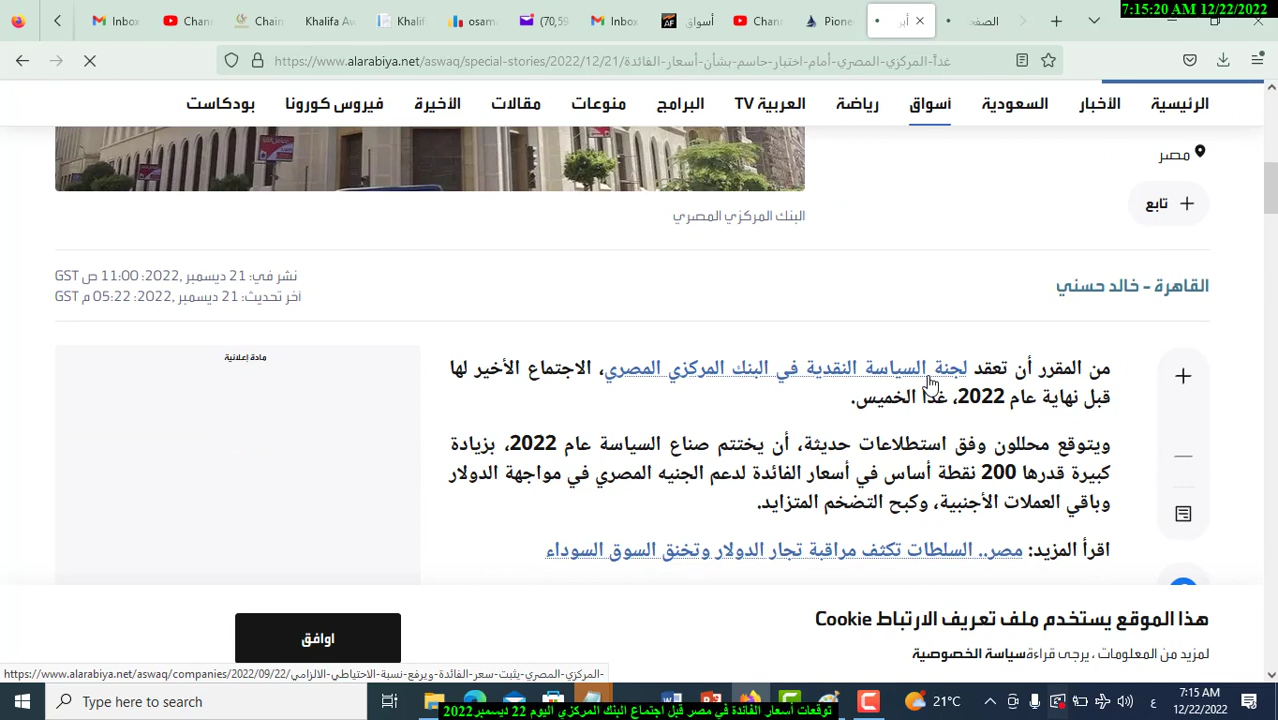 7:15:20 AM 12/22/2022
Inbox
Chan
Chain
Khalifa Aw
Khalif
osam
(70,59
Inbox
أسواق
Chan
Pione
أبر
الصفح
https://www.alarabiya.net/aswaq/special-stories/2022/12/21/غداً-المركزي-المصري-أمام-اختبار-حاسم-بشأن-أسعار-الفائدة
الرئيسية
الأخبار
السعودية
أسواق
رياضة
العربية TV
البرامج
منوعات
مقالات
الأخيرة
فيروس كورونا
بودكاست
مصر
تابع
البنك المركزي المصري
القاهرة - خالد حسني
نشر في: 21 ديسمبر ,2022: 11:00 ص GST
آخر تحديث: 21 ديسمبر ,2022: 05:22 م GST
مادة إعلانية
من المقرر أن تعقد لجنة السياسة النقدية في البنك المركزي المصري، الاجتماع الأخير لها
قبل نهاية عام 2022، غداً الخميس.
ويتوقع محللون وفق استطلاعات حديثة، أن يختتم صناع السياسة عام 2022، بزيادة
كبيرة قدرها 200 نقطة أساس في أسعار الفائدة لدعم الجنيه المصري في مواجهة الدولار
وباقي العملات الأجنبية، وكبح التضخم المتزايد.
اقرأ المزيد: مصر.. السلطات تكثف مراقبة تجار الدولار وتخنق السوق السوداء
هذا الموقع يستخدم ملف تعريف الارتباط Cookie
لمزيد من المعلومات ، يرجى قراءةسياسة الخصوصية
اوافق
https://www.alarabiya.net/aswaq/companies/2022/09/22/المركزي-المصري-يثبت-سعر-الفائدة-ويرفع-نسبة-الاحتياطي-الالزامي-
Type here to search
21°C
ع
7:15 AM
12/22/2022
توقعات أسعار الفائدة في مصر قبل اجتماع البنك المركزي اليوم 22 ديسمبر2022